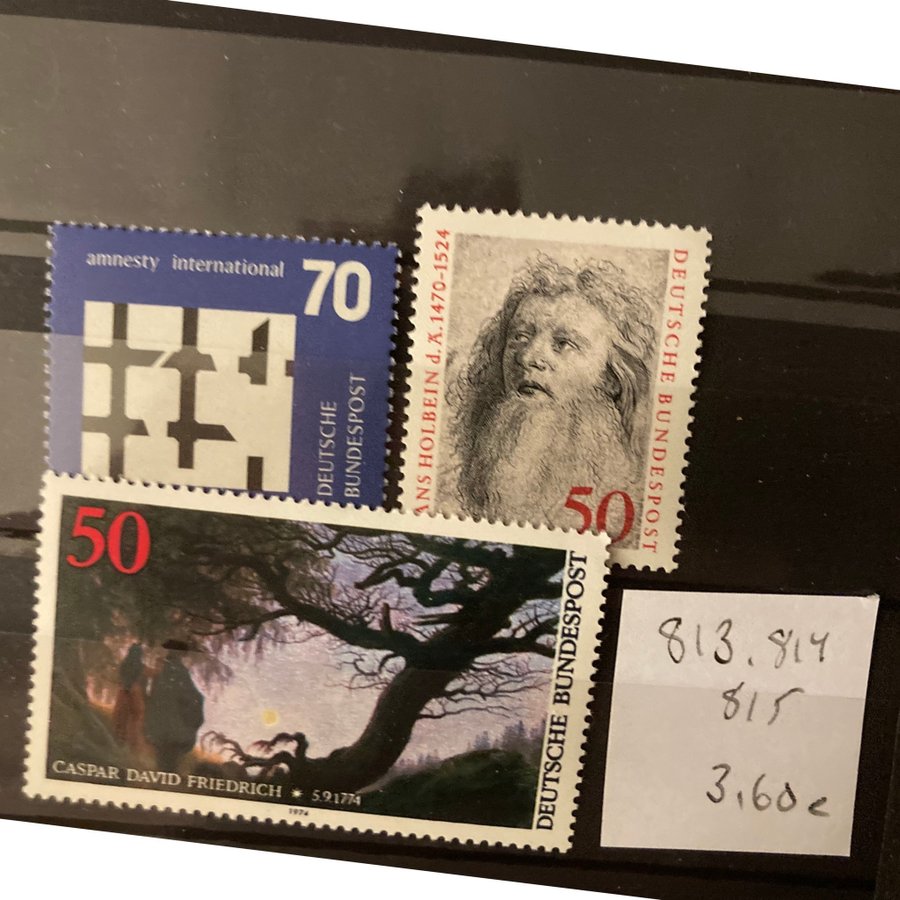 amnesty international 70
DEUTSCHE
BUNDESPOST
ANS HOLBEIN d. Ä. 1470-1524
DEUTSCHE BUNDESPOST
50
50
DEUTSCHE BUNDESPOST
CASPAR DAVID FRIEDRICH * 5.9.1774
1974
813.814
815
3,60 e